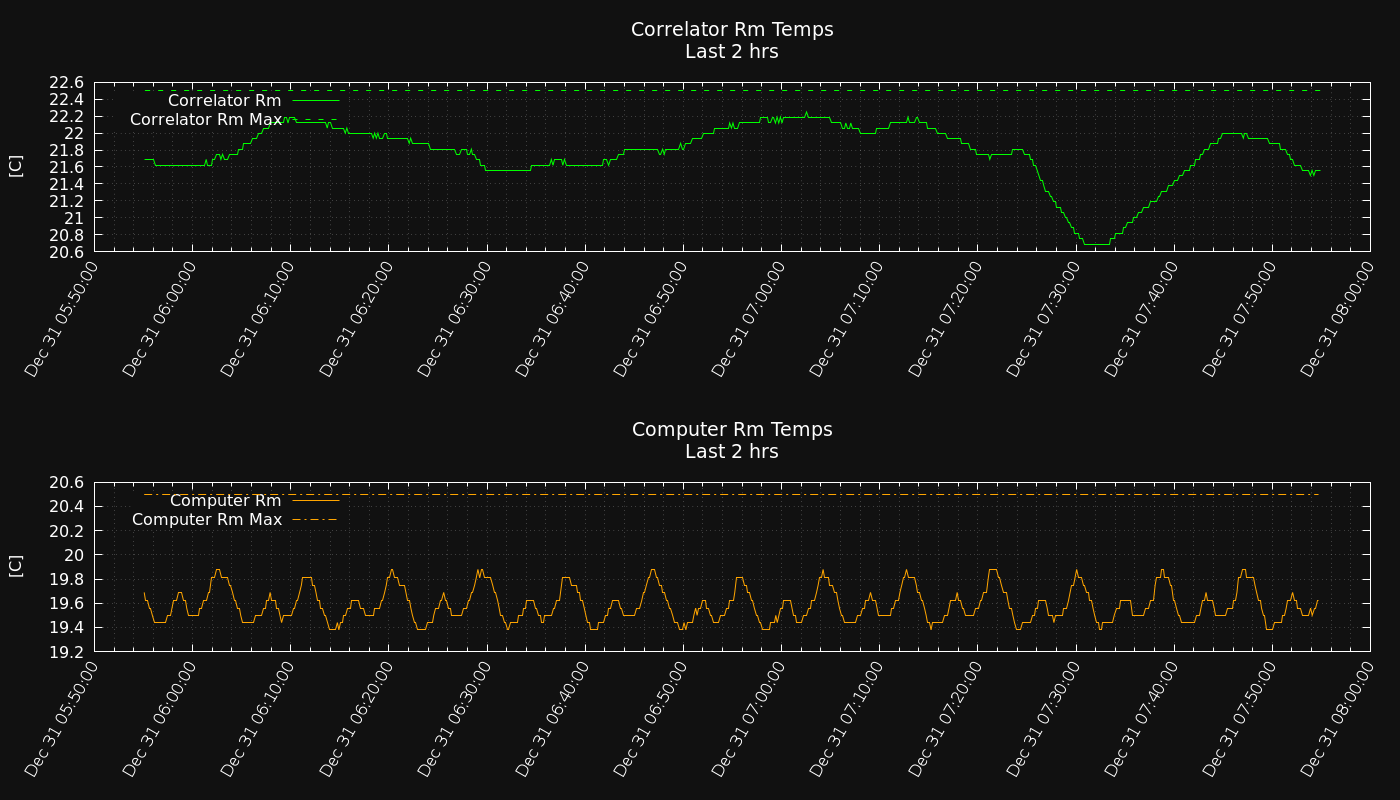 Correlator Rm Temps
Last 2 hrs
22.6
22.4
22.2
22
21.8
21.6
21.4
21.2
21
20.8
20.6
[C]
Correlator Rm
Correlator Rm Max
Dec 31 05:50:00
Dec 31 06:00:00
Dec 31 06:10:00
Dec 31 06:20:00
Dec 31 06:30:00
Dec 31 06:40:00
Dec 31 06:50:00
Dec 31 07:00:00
Dec 31 07:10:00
Dec 31 07:20:00
Dec 31 07:30:00
Dec 31 07:40:00
Dec 31 07:50:00
Dec 31 08:00:00
Computer Rm Temps
Last 2 hrs
20.6
20.4
20.2
20
19.8
19.6
19.4
19.2
[C]
Computer Rm
Computer Rm Max
Dec 31 05:50:00
Dec 31 06:00:00
Dec 31 06:10:00
Dec 31 06:20:00
Dec 31 06:30:00
Dec 31 06:40:00
Dec 31 06:50:00
Dec 31 07:00:00
Dec 31 07:10:00
Dec 31 07:20:00
Dec 31 07:30:00
Dec 31 07:40:00
Dec 31 07:50:00
Dec 31 08:00:00